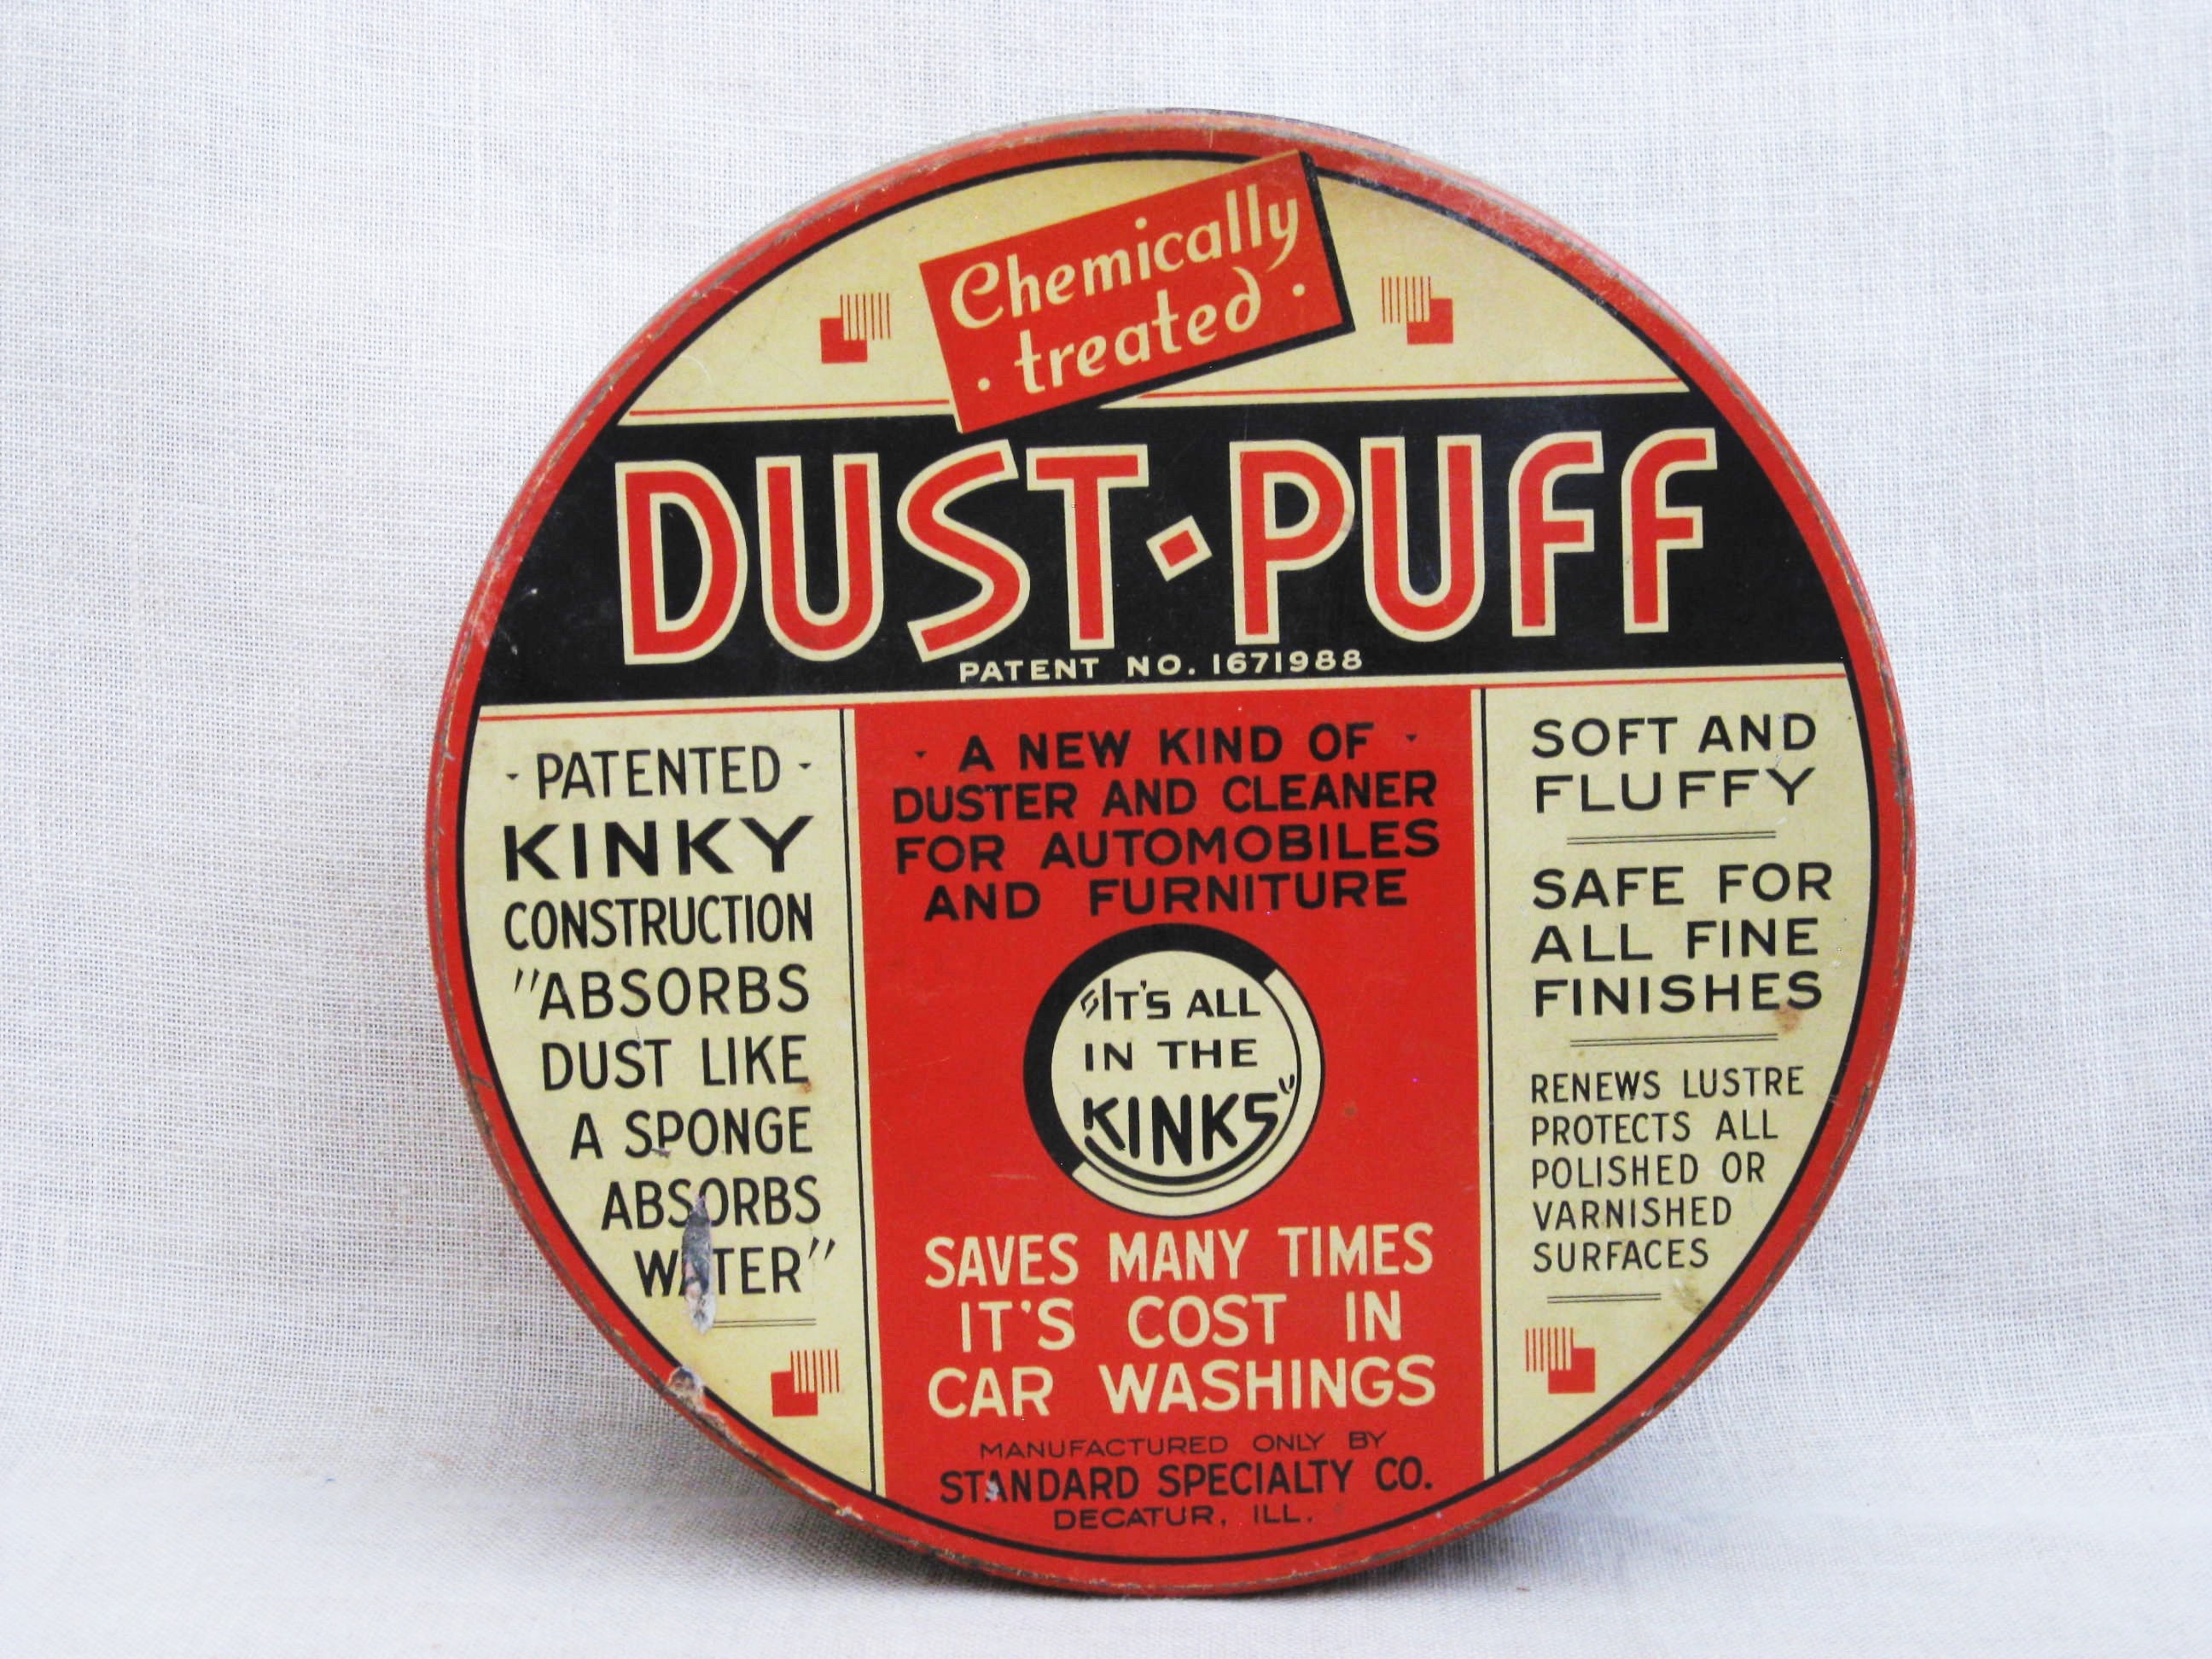 Chemically
· treated ·
DUST·PUFF
PATENT NO. 1671988
· PATENTED ·
KINKY
CONSTRUCTION
"ABSORBS
DUST LIKE
A SPONGE
ABSORBS
WATER"
· A NEW KIND OF ·
DUSTER AND CLEANER
FOR AUTOMOBILES
AND FURNITURE
"IT'S ALL
IN THE
KINKS"
SAVES MANY TIMES
IT'S COST IN
CAR WASHINGS
MANUFACTURED ONLY BY
STANDARD SPECIALTY CO.
DECATUR, ILL.
SOFT AND
FLUFFY
SAFE FOR
ALL FINE
FINISHES
RENEWS LUSTRE
PROTECTS ALL
POLISHED OR
VARNISHED
SURFACES